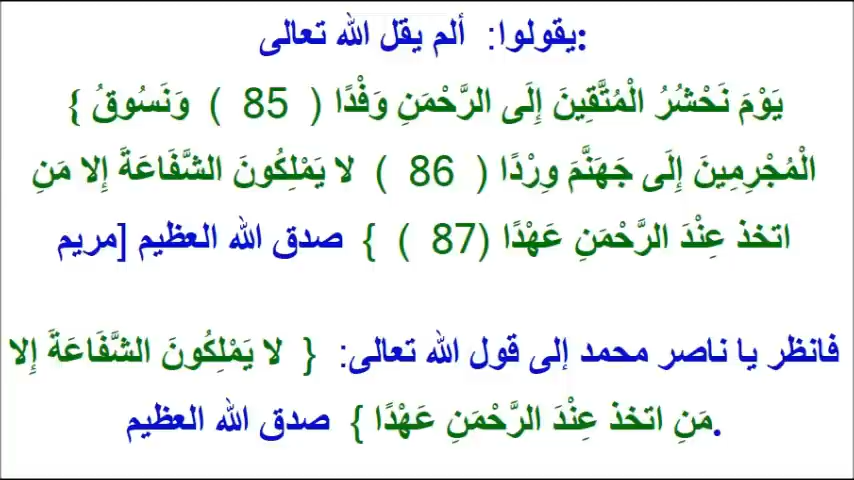 يقولوا: ألم يقل الله تعالى:
{ يَوْمَ نَحْشُرُ الْمُتَّقِينَ إِلَى الرَّحْمَنِ وَفْدًا ( 85 ) وَنَسُوقُ
الْمُجْرِمِينَ إِلَى جَهَنَّمَ وِرْدًا ( 86 ) لا يَمْلِكُونَ الشَّفَاعَةَ إِلا مَنِ
اتخذ عِنْدَ الرَّحْمَنِ عَهْدًا (87 ) } صدق الله العظيم [مريم
فانظر يا ناصر محمد إلى قول الله تعالى: { لا يَمْلِكُونَ الشَّفَاعَةَ إِلا
مَنِ اتخذ عِنْدَ الرَّحْمَنِ عَهْدًا } صدق الله العظيم.